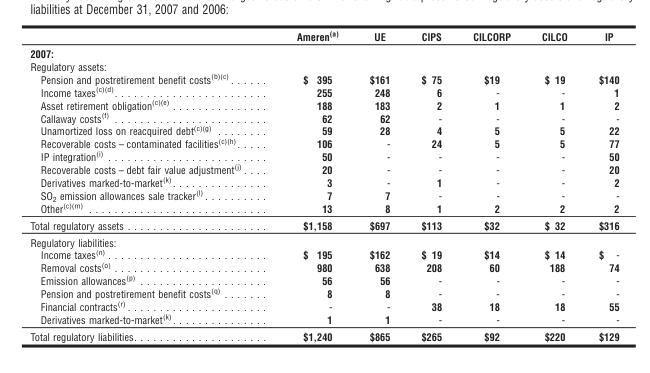 liabilities at December 31, 2007 and 2006:
Ameren(a) UE CIPS CILCORP CILCO IP
2007:
Regulatory assets:
Pension and postretirement benefit costs(b)(c) . . . . . . $ 395 $161 $ 75 $19 $ 19 $140
Income taxes(c)(d) . . . . . . 255 248 6 - - 1
Asset retirement obligation(c)(e) . . . . . . 188 183 2 1 1 2
Callaway costs(f) . . . . . . 62 62 - - - -
Unamortized loss on reacquired debt(c)(g) . . . . . . 59 28 4 5 5 22
Recoverable costs – contaminated facilities(c)(h) . . . . . . 106 - 24 5 5 77
IP integration(i) . . . . . . 50 - - - - 50
Recoverable costs – debt fair value adjustment(j) . . . . . . 20 - - - - 20
Derivatives marked-to-market(k) . . . . . . 3 - 1 - - 2
SO2 emission allowances sale tracker(l) . . . . . . 7 7 - - - -
Other(c)(m) . . . . . . 13 8 1 2 2 2
Total regulatory assets . . . . . . $1,158 $697 $113 $32 $ 32 $316
Regulatory liabilities:
Income taxes(n) . . . . . . $ 195 $162 $ 19 $14 $ 14 $ -
Removal costs(o) . . . . . . 980 638 208 60 188 74
Emission allowances(p) . . . . . . 56 56 - - - -
Pension and postretirement benefit costs(q) . . . . . . 8 8 - - - -
Financial contracts(r) . . . . . . - - 38 18 18 55
Derivatives marked-to-market(k) . . . . . . 1 1 - - - -
Total regulatory liabilities. . . . . . $1,240 $865 $265 $92 $220 $129